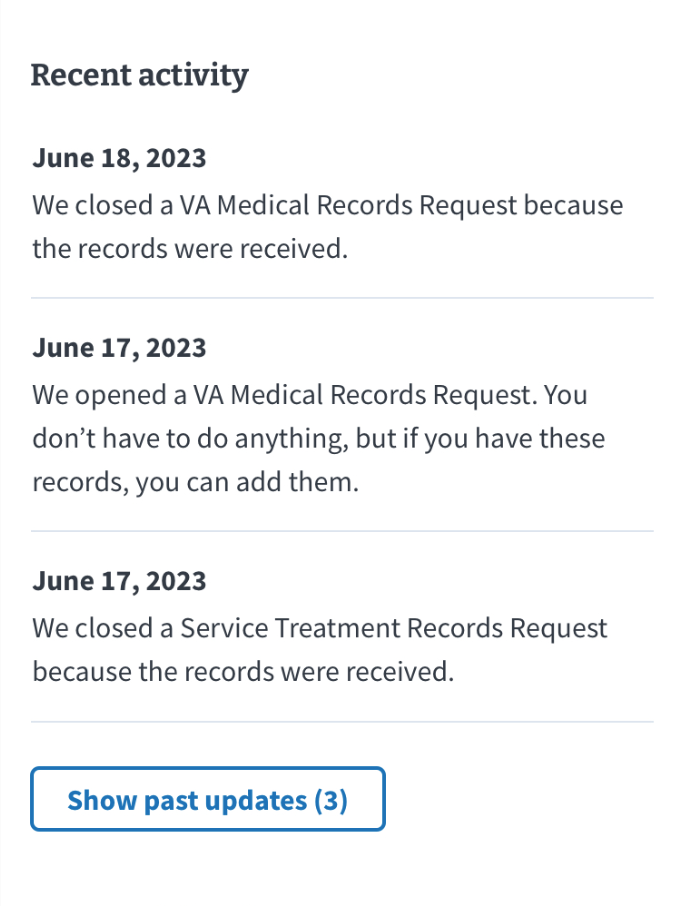 Recent activity
June 18, 2023
We closed a VA Medical Records Request because
the records were received.
June 17, 2023
We opened a VA Medical Records Request. You
don’t have to do anything, but if you have these
records, you can add them.
June 17, 2023
We closed a Service Treatment Records Request
because the records were received.
Show past updates (3)